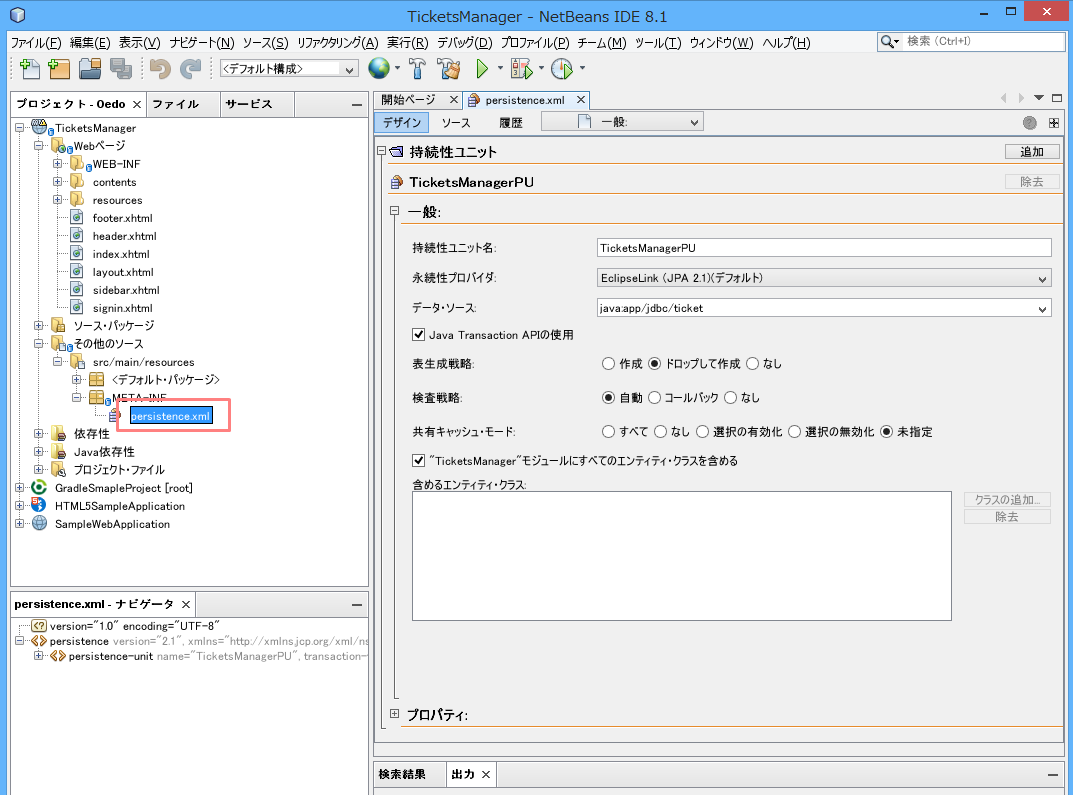 TicketsManager - NetBeans IDE 8.1
ファイル(F) 編集(E) 表示(V) ナビゲート(N) ソース(S) リファクタリング(A) 実行(R) デバッグ(D) プロファイル(P) チーム(M) ツール(T) ウィンドウ(W) ヘルプ(H)
検索 (Ctrl+I)
<デフォルト構成>
プロジェクト - Oedo ファイル サービス
TicketsManager
Webページ
WEB-INF
contents
resources
footer.xhtml
header.xhtml
index.xhtml
layout.xhtml
sidebar.xhtml
signin.xhtml
ソース・パッケージ
その他のソース
src/main/resources
<デフォルト・パッケージ>
META-INF
persistence.xml
依存性
Java依存性
プロジェクト・ファイル
GradleSmapleProject [root]
HTML5SampleApplication
SampleWebApplication
persistence.xml - ナビゲータ
version="1.0" encoding="UTF-8"
persistence version="2.1", xmlns="http://xmlns.jcp.org/xml/ns
persistence-unit name="TicketsManagerPU", transaction-
開始ページ persistence.xml
デザイン ソース 履歴 一般:
持続性ユニット 追加
TicketsManagerPU 除去
一般:
持続性ユニット名: TicketsManagerPU
永続性プロバイダ: EclipseLink (JPA 2.1)(デフォルト)
データ・ソース: java:app/jdbc/ticket
Java Transaction APIの使用
表生成戦略: 作成 ドロップして作成 なし
検査戦略: 自動 コールバック なし
共有キャッシュ・モード: すべて なし 選択の有効化 選択の無効化 未指定
"TicketsManager"モジュールにすべてのエンティティ・クラスを含める
含めるエンティティ・クラス:
クラスの追加...
除去
プロパティ:
検索結果 出力